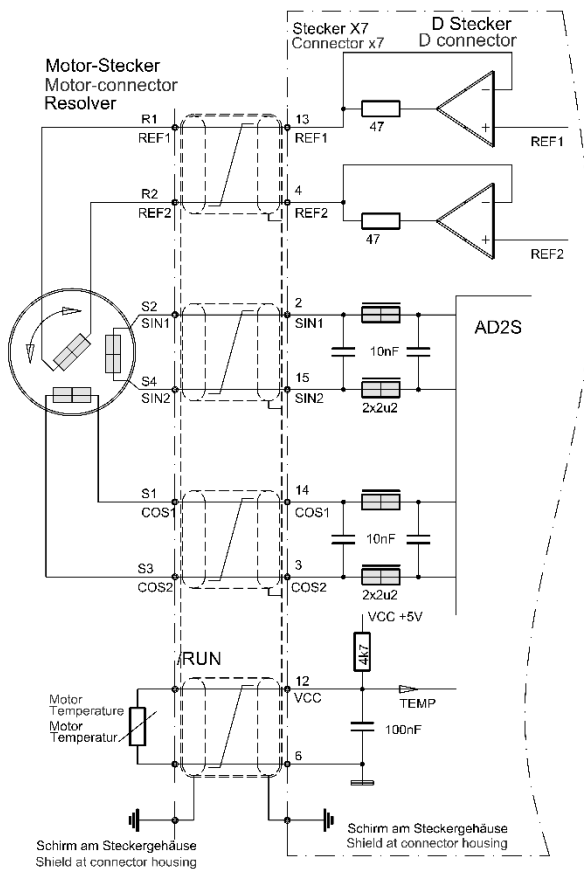 Stecker X7
Connector x7
D Stecker
D connector
Motor-Stecker
Motor-connector
Resolver
R1
REF1
13
REF1
47
−
+
REF1
R2
REF2
4
REF2
47
−
+
REF2
S2
SIN1
2
SIN1
AD2S
10nF
S4
SIN2
15
SIN2
2x2u2
S1
COS1
14
COS1
10nF
S3
COS2
3
COS2
2x2u2
VCC +5V
4k7
/RUN
12
VCC
TEMP
Motor
Temperature
Motor
Temperatur
100nF
6
Schirm am Steckergehäuse
Shield at connector housing
Schirm am Steckergehäuse
Shield at connector housing